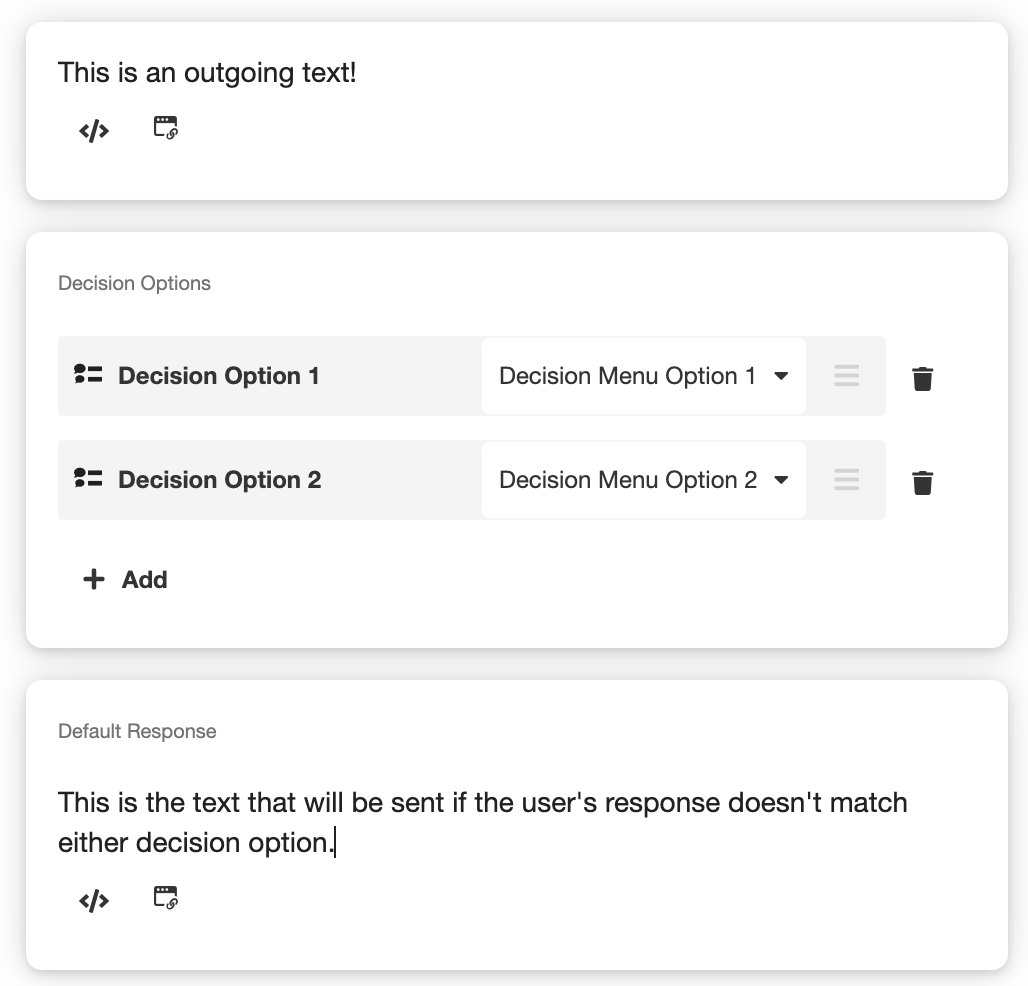 This is an outgoing text!
Decision Options
Decision Option 1
Decision Menu Option 1
Decision Option 2
Decision Menu Option 2
Add
Default Response
This is the text that will be sent if the user's response doesn't match
either decision option.